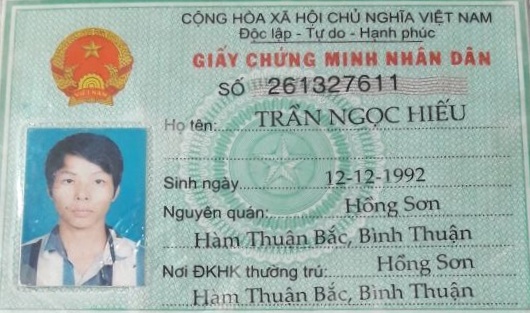 CỘNG HÒA XÃ HỘI CHỦ NGHĨA VIỆT NAM
Độc lập - Tự do - Hạnh phúc
GIẤY CHỨNG MINH NHÂN DÂN
SỐ 261327611
Họ tên: TRẦN NGỌC HIẾU
Sinh ngày 12-12-1992
Nguyên quán: Hồng Sơn
Hàm Thuận Bắc, Bình Thuận
Nơi ĐKHK thường trú: Hồng Sơn
Hàm Thuận Bắc, Bình Thuận
VIỆT NAM